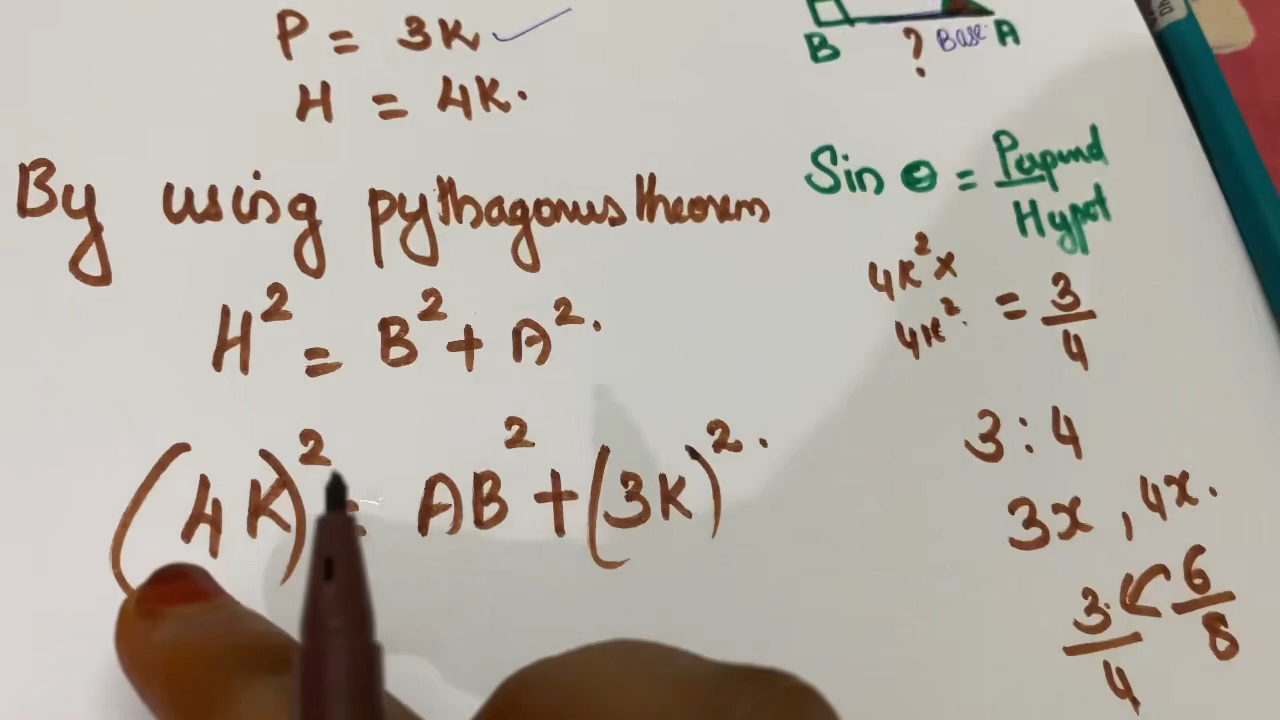 P = 3K ✓
H = 4K.
By using pythagorus theorem
H² = B² + A².
(4K)² = AB² + (3K)².
B ? Base A
Sin θ = Perpend / Hypot
4K² x
4K².
= 3/4
3:4
3x, 4x.
3/4 6/8